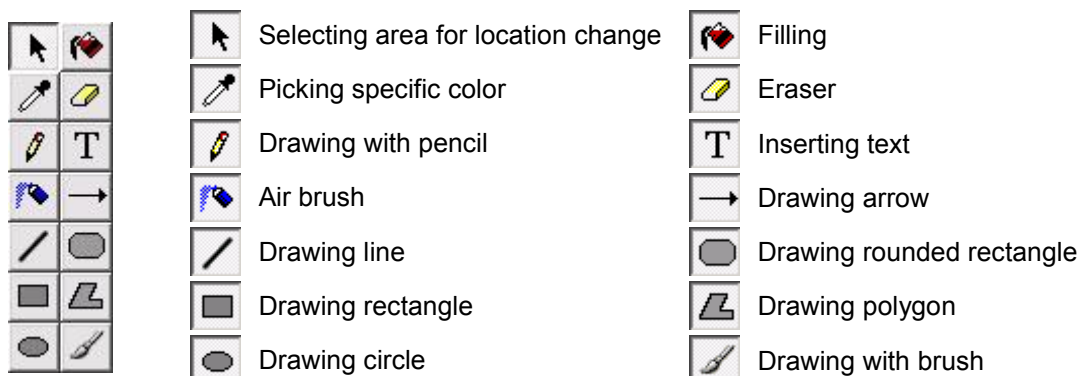 Selecting area for location change
Filling
Picking specific color
Eraser
Drawing with pencil
T
T
Inserting text
Air brush
Drawing arrow
Drawing line
Drawing rounded rectangle
Drawing rectangle
Drawing polygon
Drawing circle
Drawing with brush